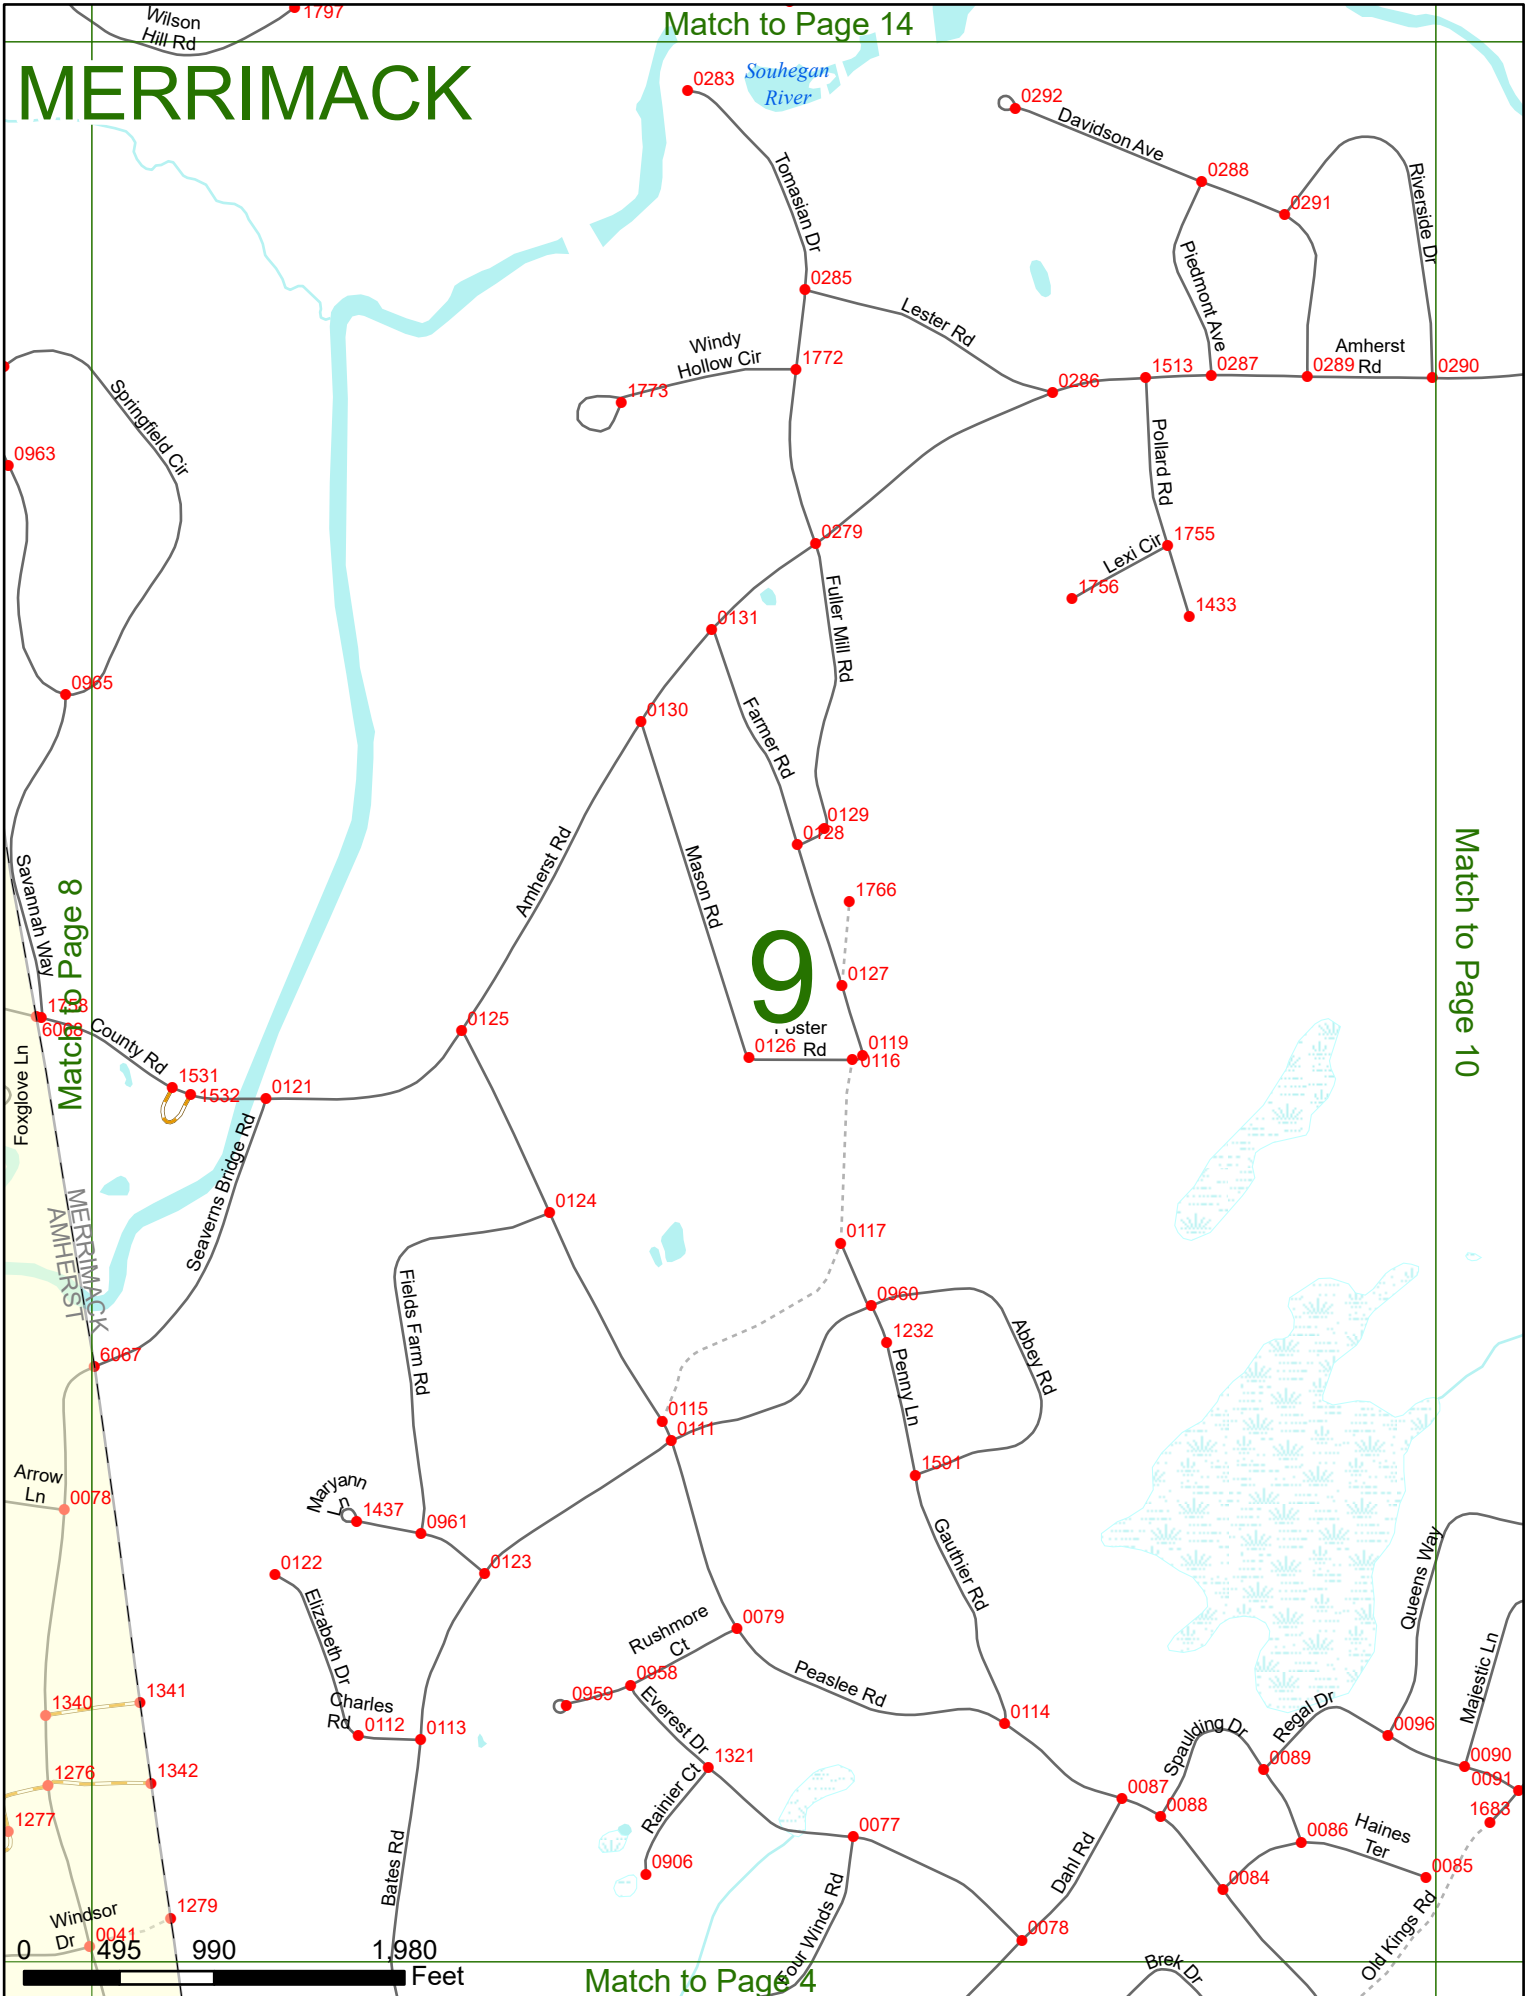 Wilson
Hill Rd
1797
Match to Page 14
MERRIMACK
0283
Souhegan
River
0292
Davidson Ave
0288
0291
Riverside Dr
Tomasian Dr
Piedmont Ave
0285
Lester Rd
Windy
Hollow Cir
1772
1773
0286
1513
0287
0289
Amherst
Rd
0290
Springfield Cir
0963
Pollard Rd
0279
1755
Lexi Cir
1756
1433
Fuller Mill Rd
0131
0965
0130
Farmer Rd
0129
0128
Amherst Rd
Mason Rd
Savannah Way
Match to Page 8
Match to Page 10
1766
9
0127
1758
6068
County Rd
0125
0126
Foster
Rd
0119
0116
Foxglove Ln
1531
1532
0121
Seaverns Bridge Rd
MERRIMACK
AMHERST
0124
0117
Fields Farm Rd
0960
1232
Abbey Rd
Penny Ln
6067
0115
0111
1591
Arrow
Ln
0078
Maryann
Ln
1437
0961
0122
0123
Gauthier Rd
Queens Way
Elizabeth Dr
Rushmore
Ct
0079
0958
0959
Peaslee Rd
Majestic Ln
1340
1341
Charles
Rd
0112
0113
Everest Dr
0114
Spaulding Dr
Regal Dr
0096
1276
1342
1321
0089
0090
0091
Rainier Ct
0087
0088
1683
1277
0077
0086
Haines
Ter
Bates Rd
0906
Dahl Rd
0084
0085
Four Winds Rd
1279
Windsor
Dr
0041
0078
Old Kings Rd
Brek Dr
0 495 990 1,980
Feet
Match to Page 4